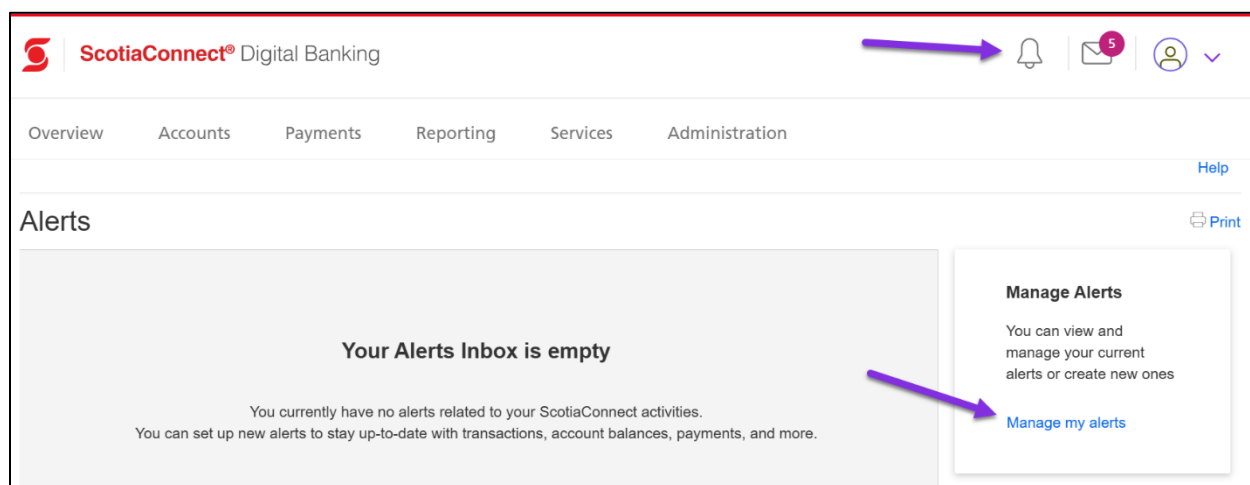 ScotiaConnect® Digital Banking
5
Overview Accounts Payments Reporting Services Administration
Help
Alerts
Print
Your Alerts Inbox is empty
You currently have no alerts related to your ScotiaConnect activities.
You can set up new alerts to stay up-to-date with transactions, account balances, payments, and more.
Manage Alerts
You can view and
manage your current
alerts or create new ones
Manage my alerts